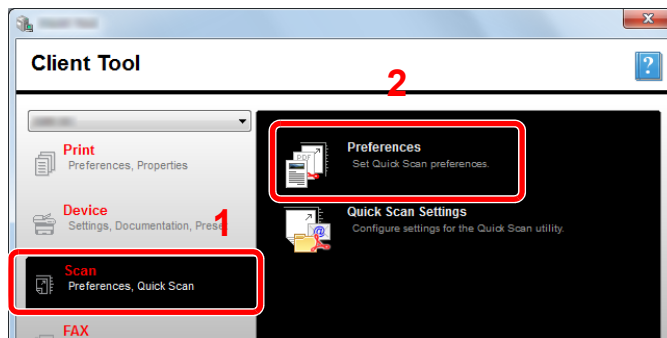 Client Tool
?
2
Print
Preferences, Properties
Device
Settings, Documentation, Prese
1
Scan
Preferences, Quick Scan
FAX
PDF
Preferences
Set Quick Scan preferences.
@
Quick Scan Settings
Configure settings for the Quick Scan utility.